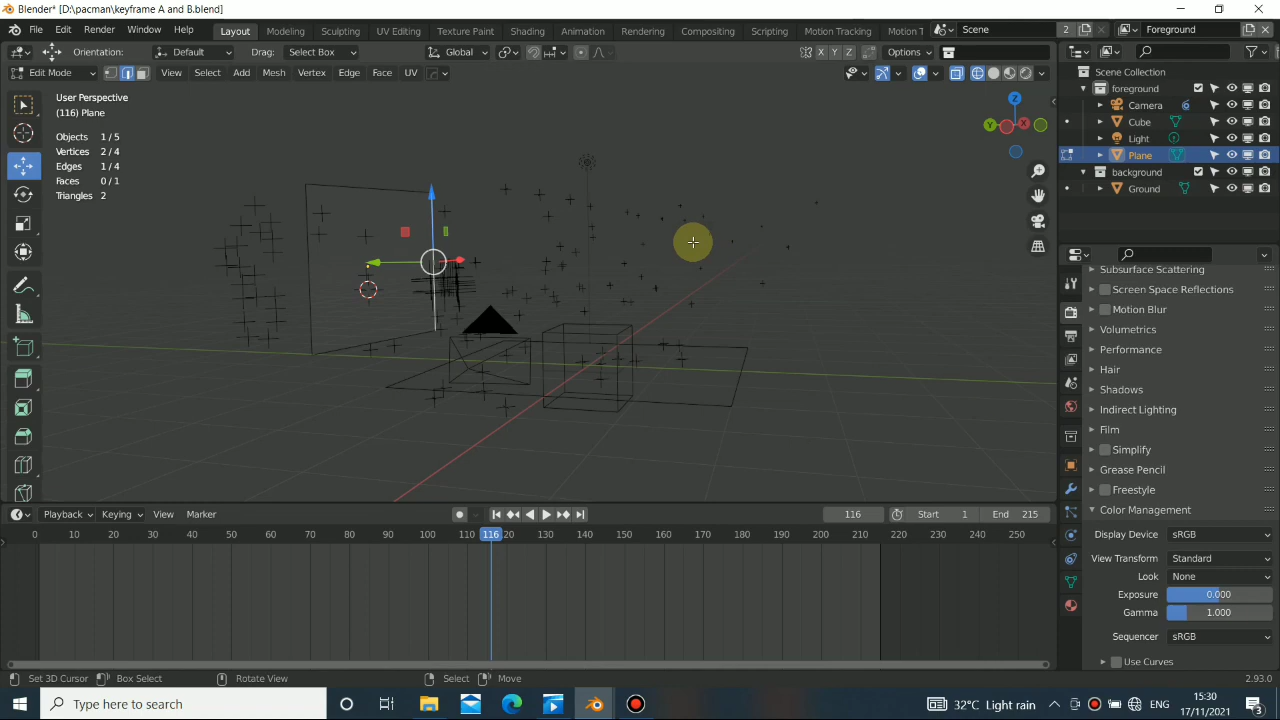 Blender* [D:\pacman\keyframe A and B.blend]
File Edit Render Window Help Layout Modeling Sculpting UV Editing Texture Paint Shading Animation Rendering Compositing Scripting Motion Tracking Motion T Scene 2 Foreground
Orientation: Default Drag: Select Box Global X Y Z Options
Edit Mode View Select Add Mesh Vertex Edge Face UV
User Perspective
(116) Plane
Objects 1/5
Vertices 2/4
Edges 1/4
Faces 0/1
Triangles 2
Z
Y
X
Scene Collection
foreground
Camera
Cube
Light
Plane
background
Ground
Subsurface Scattering
Screen Space Reflections
Motion Blur
Volumetrics
Performance
Hair
Shadows
Indirect Lighting
Film
Simplify
Grease Pencil
Freestyle
Color Management
Display Device sRGB
View Transform Standard
Look None
Exposure 0.000
Gamma 1.000
Sequencer sRGB
Use Curves
Playback Keying View Marker 116 Start 1 End 215
0 10 20 30 40 50 60 70 80 90 100 110 116 120 130 140 150 160 170 180 190 200 210 220 230 240 250
Set 3D Cursor Box Select Rotate View Select Move 2.93.0
Type here to search
32°C Light rain
ENG
15:30
17/11/2021
3